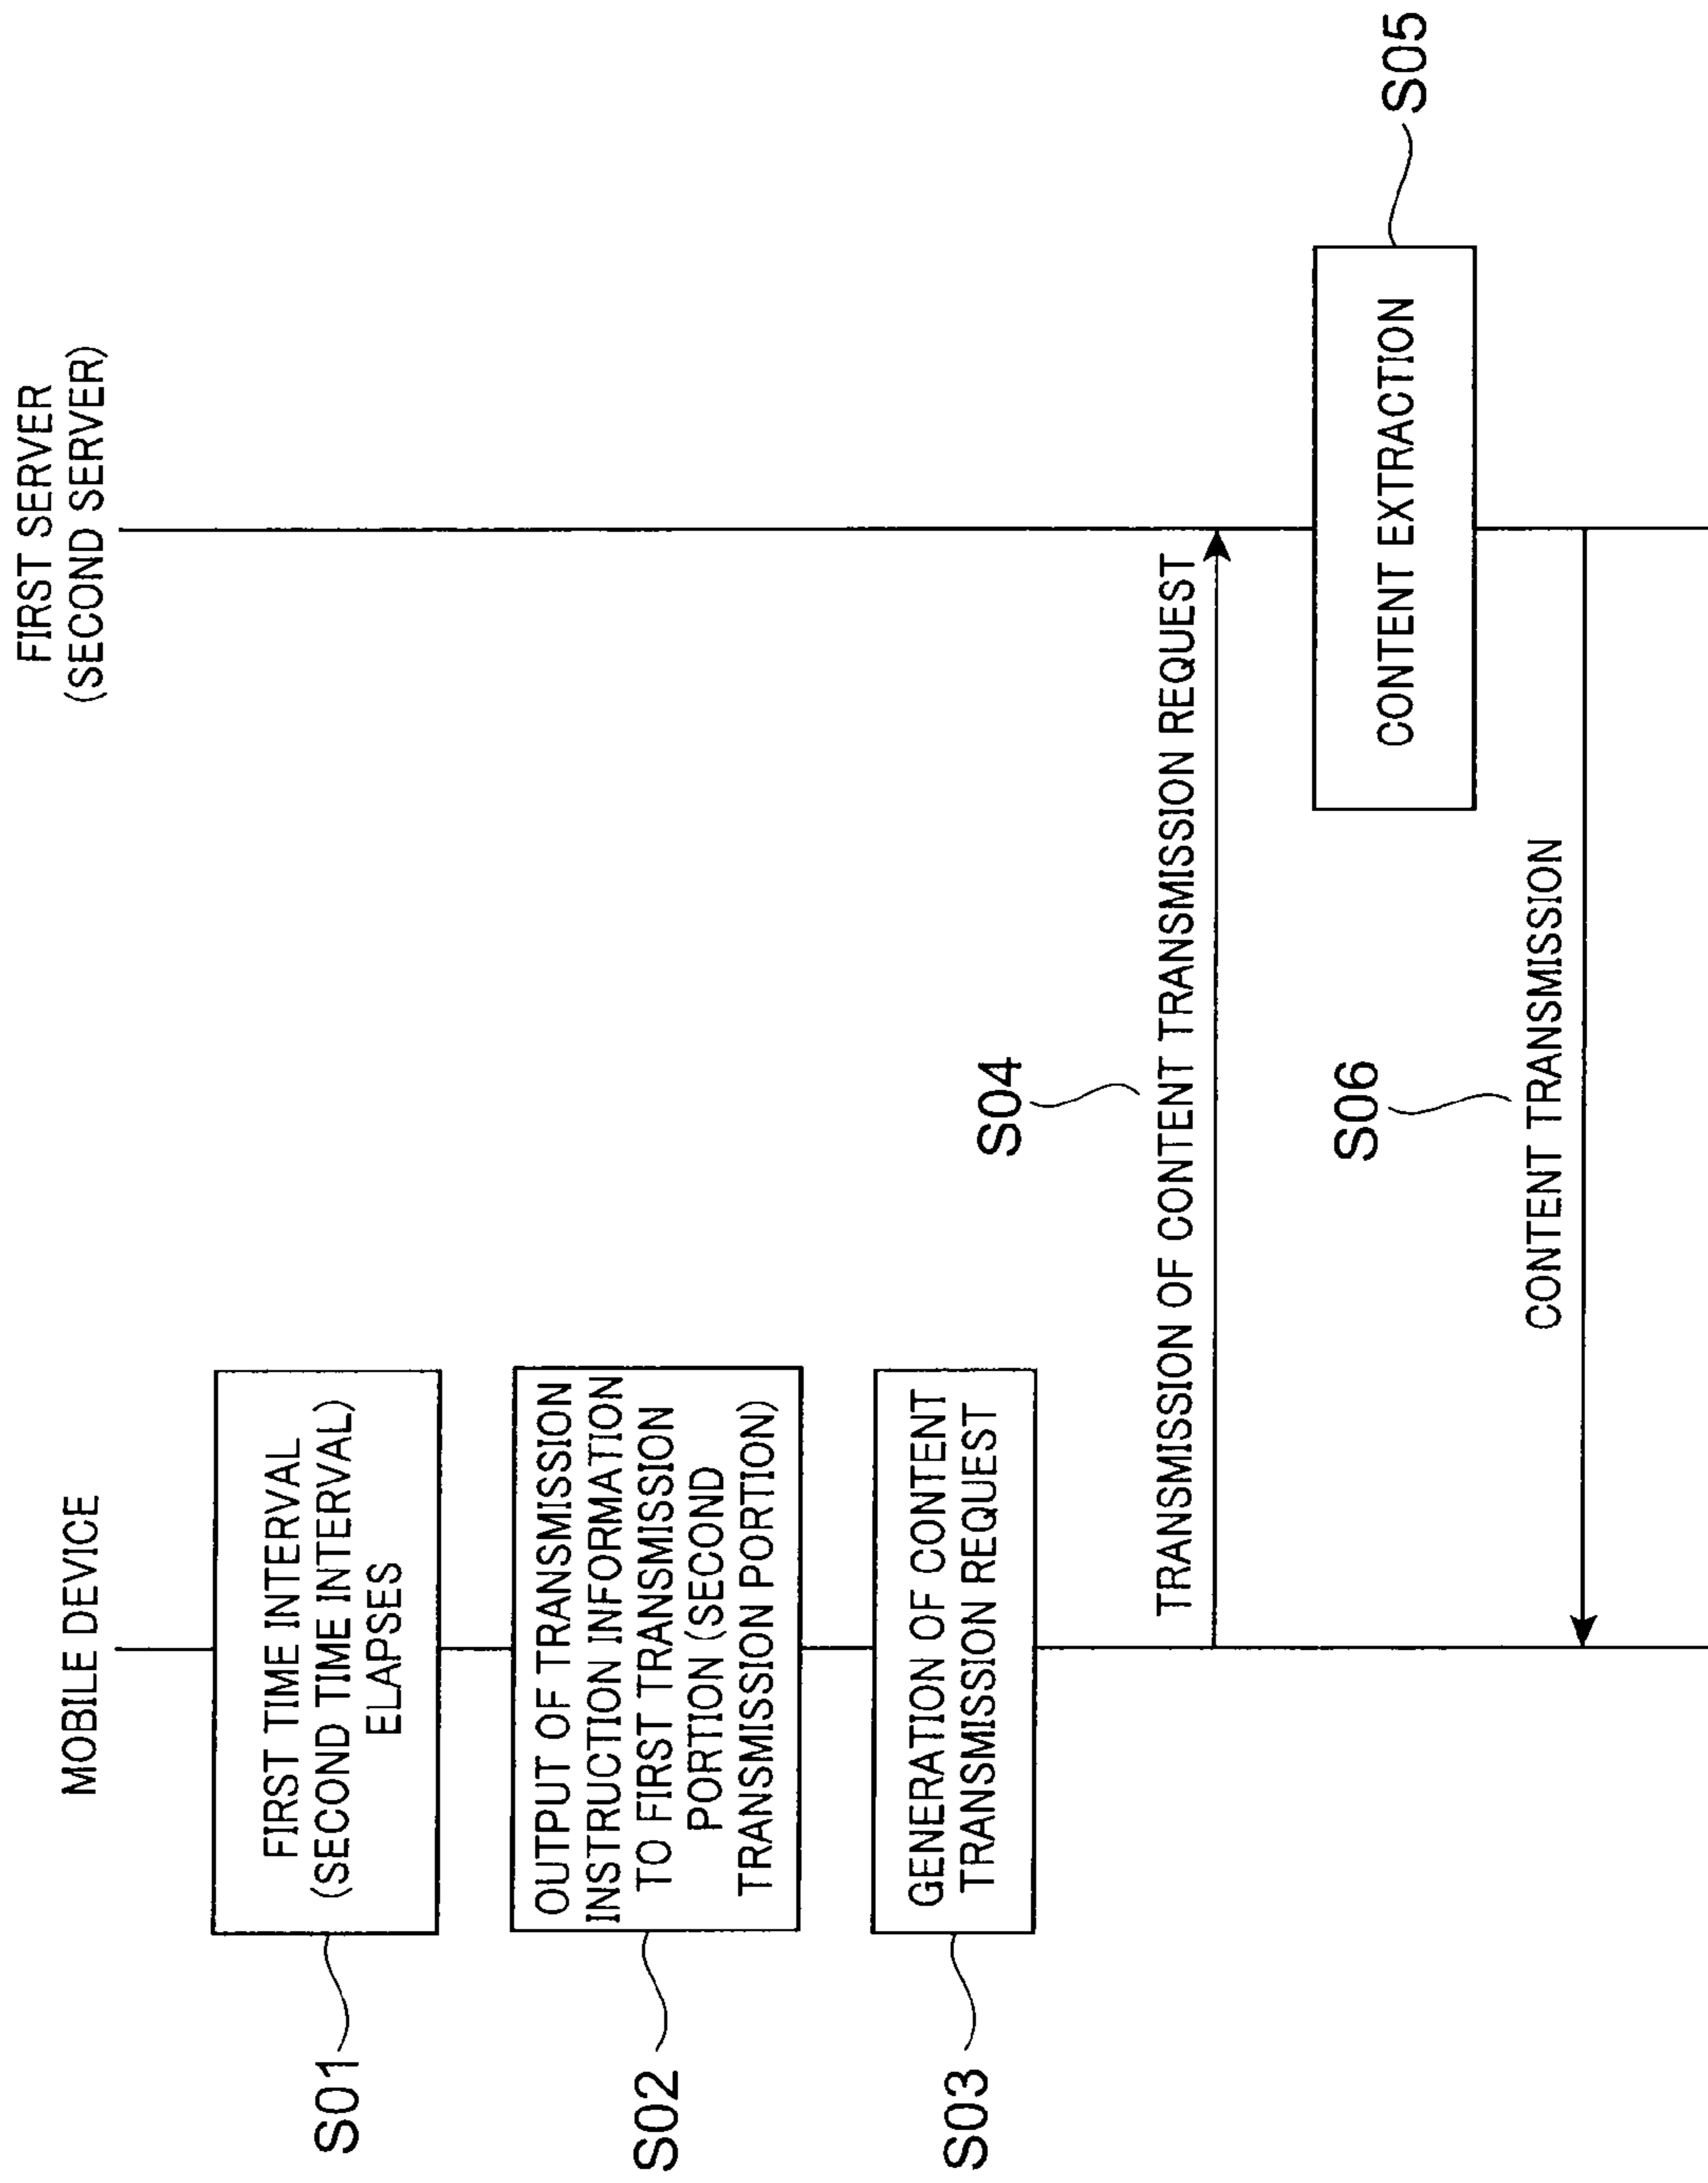 MOBILE DEVICE
FIRST SERVER
(SECOND SERVER)
S01
FIRST TIME INTERVAL
(SECOND TIME INTERVAL)
ELAPSES
S02
OUTPUT OF TRANSMISSION
INSTRUCTION INFORMATION
TO FIRST TRANSMISSION
PORTION (SECOND
TRANSMISSION PORTION)
S03
GENERATION OF CONTENT
TRANSMISSION REQUEST
S04
TRANSMISSION OF CONTENT TRANSMISSION REQUEST
CONTENT EXTRACTION
S05
S06
CONTENT TRANSMISSION